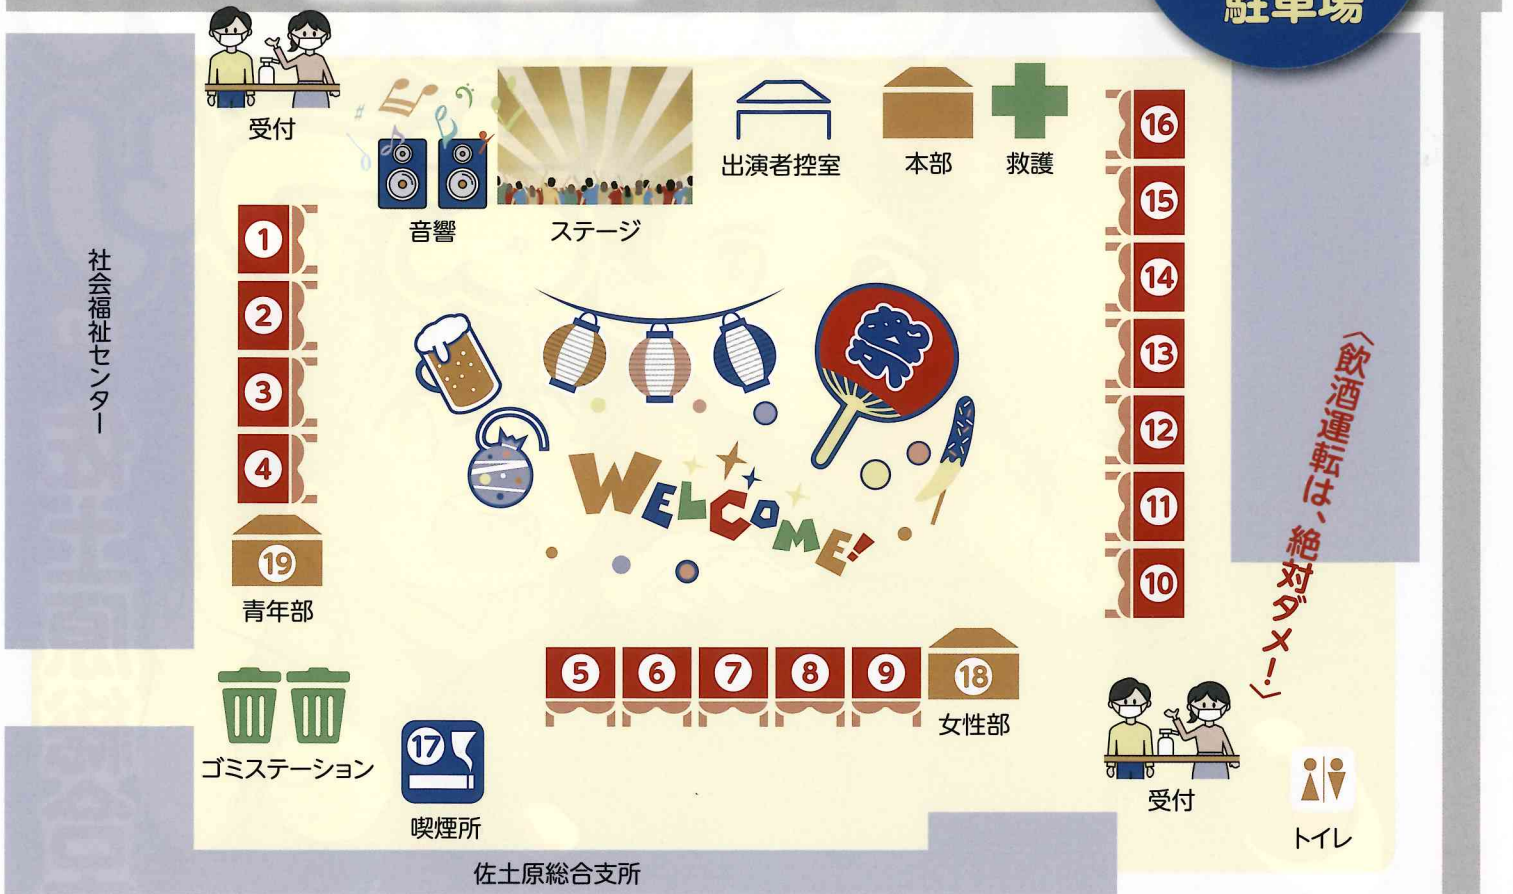 駐車場
受付
音響
ステージ
出演者控室
本部
救護
16
15
14
13
12
11
10
1
2
3
4
19
青年部
社会福祉センター
祭
WELCOME!
〈飲酒運転は、絶対ダメ！〉
5
6
7
8
9
18
女性部
ゴミステーション
17
喫煙所
受付
トイレ
佐土原総合支所